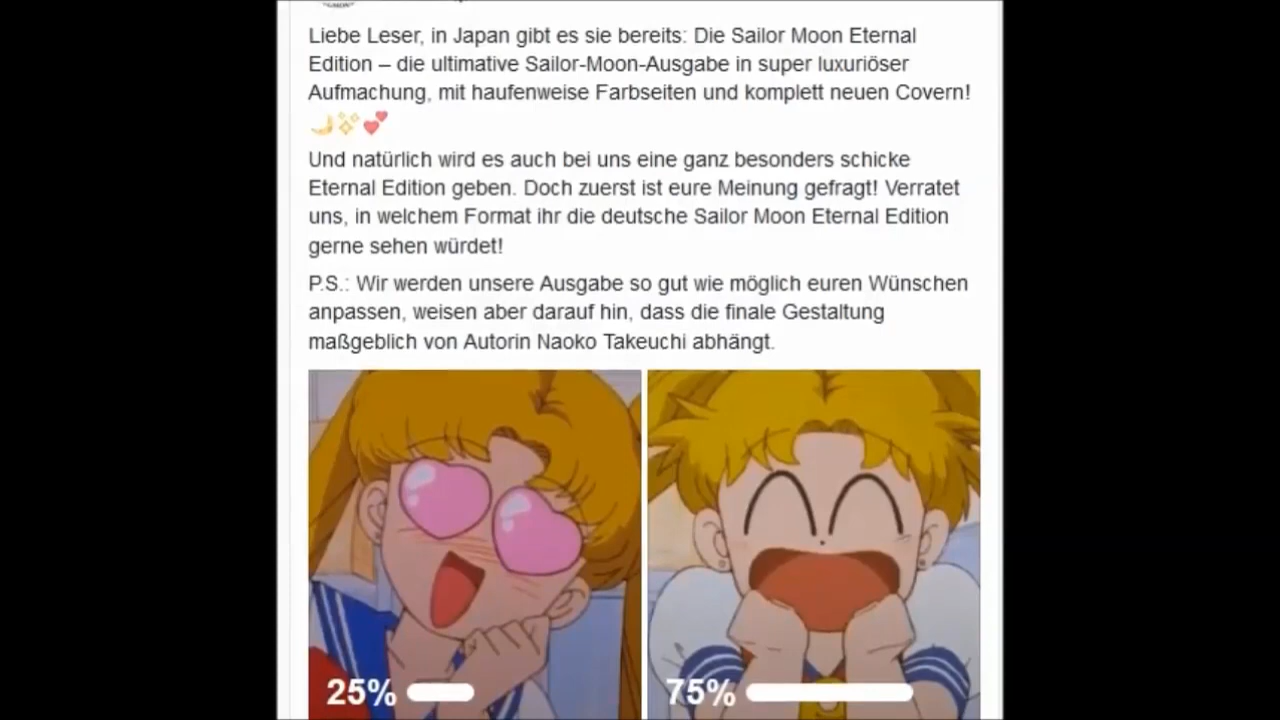 Liebe Leser, in Japan gibt es sie bereits: Die Sailor Moon Eternal
Edition – die ultimative Sailor-Moon-Ausgabe in super luxuriöser
Aufmachung, mit haufenweise Farbseiten und komplett neuen Covern!
🌙✨💕
Und natürlich wird es auch bei uns eine ganz besonders schicke
Eternal Edition geben. Doch zuerst ist eure Meinung gefragt! Verratet
uns, in welchem Format ihr die deutsche Sailor Moon Eternal Edition
gerne sehen würdet!
P.S.: Wir werden unsere Ausgabe so gut wie möglich euren Wünschen
anpassen, weisen aber darauf hin, dass die finale Gestaltung
maßgeblich von Autorin Naoko Takeuchi abhängt.
25% 75%